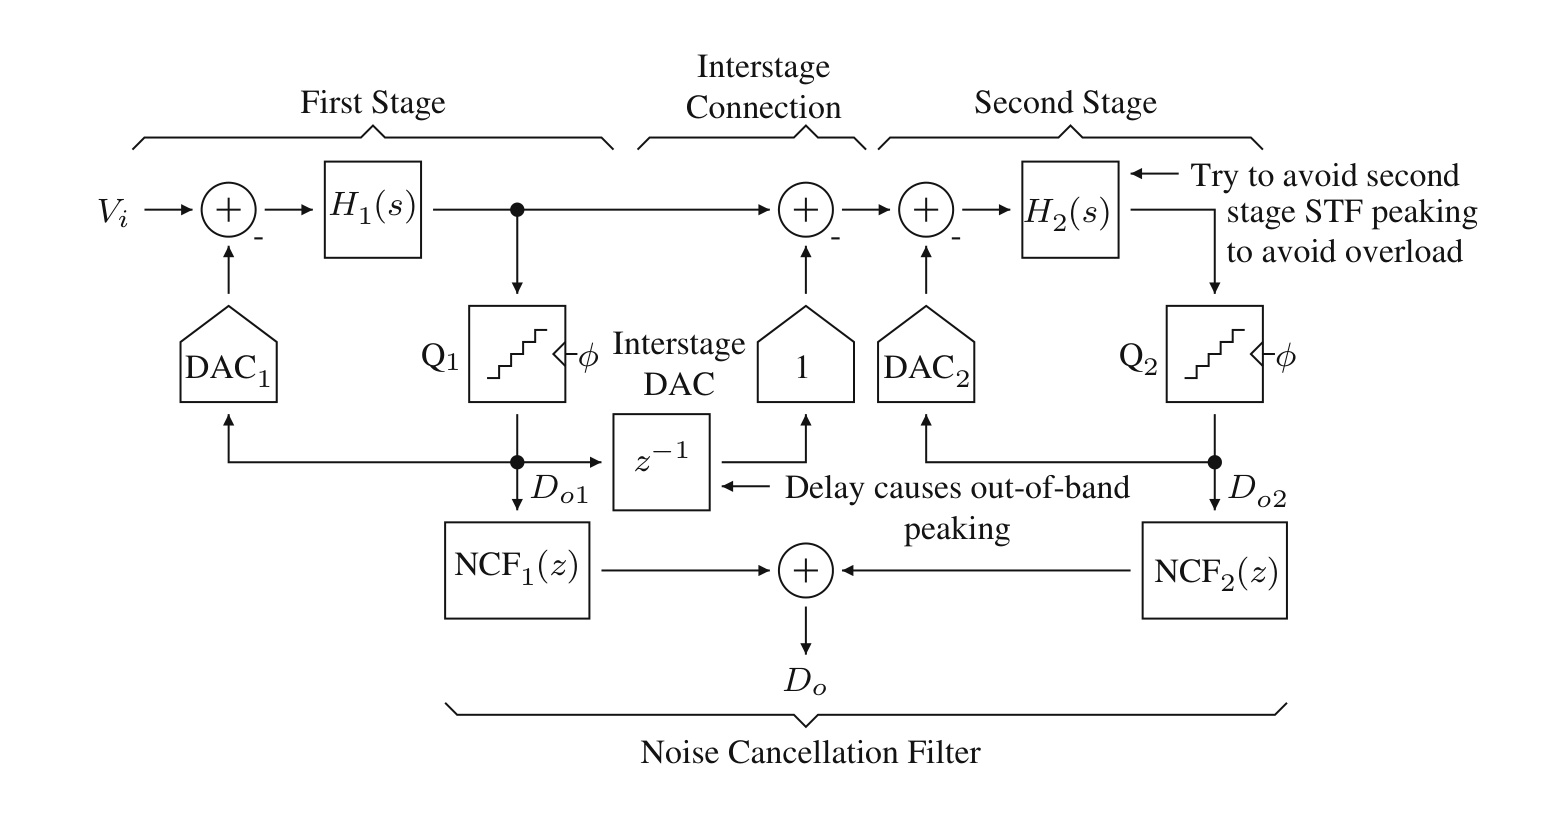 Interstage
Connection
First Stage
Second Stage
V_i
+
-
H_1(s)
+
-
+
-
H_2(s)
Try to avoid second
stage STF peaking
to avoid overload
DAC_1
Q_1
ϕ
Interstage
DAC
1
DAC_2
Q_2
ϕ
z^{-1}
D_{o1}
Delay causes out-of-band
peaking
D_{o2}
NCF_1(z)
+
NCF_2(z)
D_o
Noise Cancellation Filter